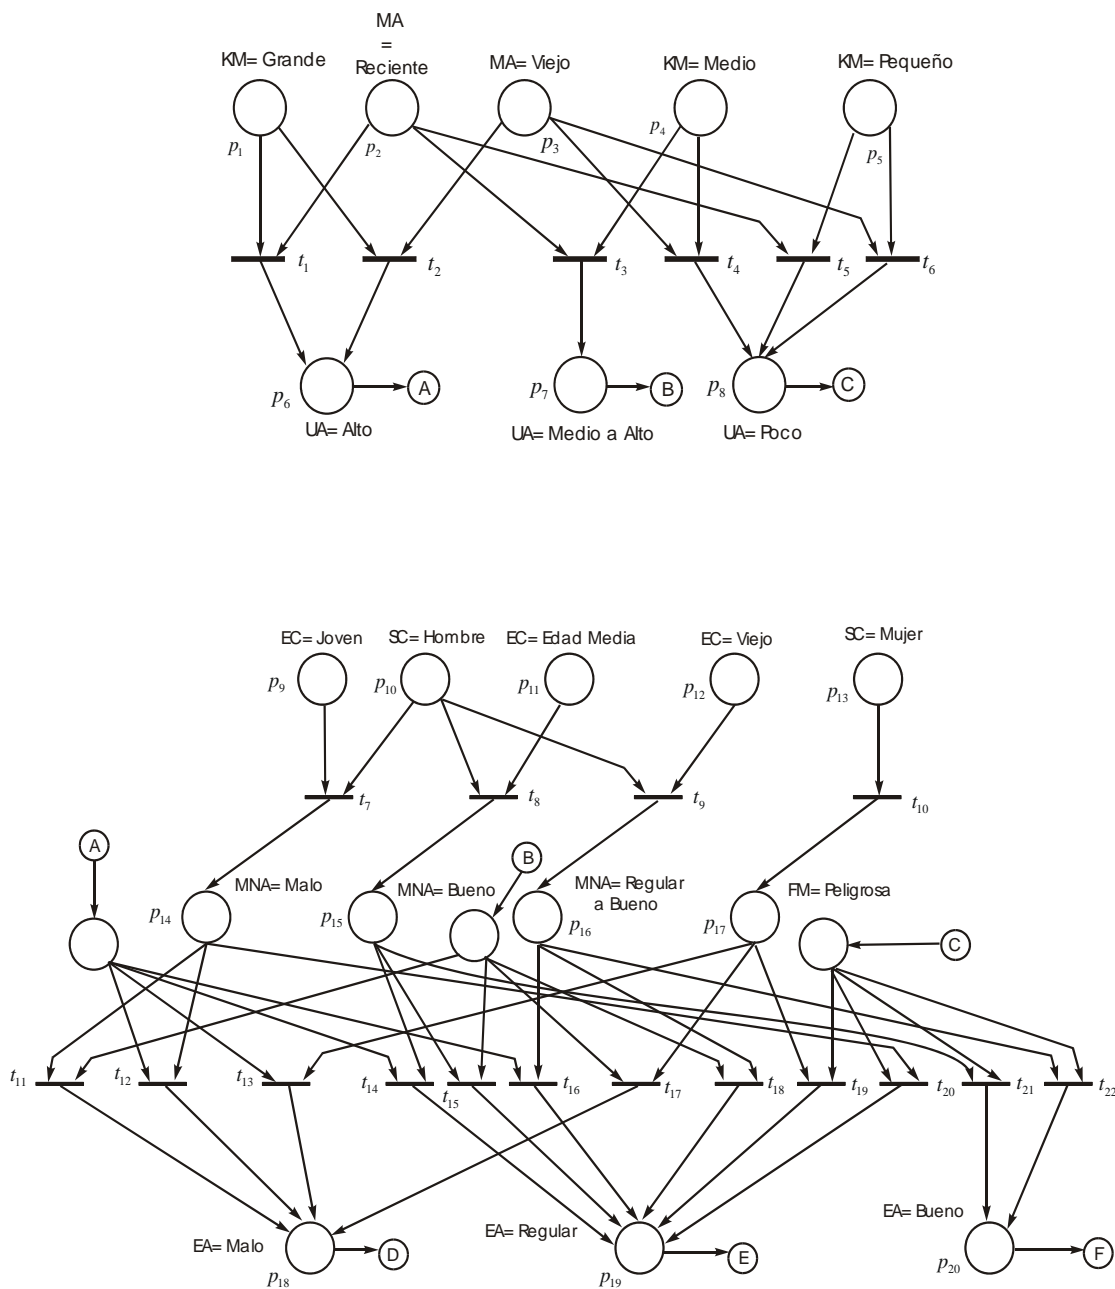 MA
=
Reciente
KM= Grande
MA= Viejo
KM= Medio
KM= Pequeño
p1
p2
p3
p4
p5
t1
t2
t3
t4
t5
t6
p6
A
p7
B
p8
C
UA= Alto
UA= Medio a Alto
UA= Poco
EC= Joven
SC= Hombre
EC= Edad Media
EC= Viejo
SC= Mujer
p9
p10
p11
p12
p13
t7
t8
t9
t10
A
B
MNA= Malo
MNA= Bueno
MNA= Regular
a Bueno
FM= Peligrosa
p14
p15
p16
p17
C
t11
t12
t13
t14
t15
t16
t17
t18
t19
t20
t21
t22
EA= Malo
EA= Regular
EA= Bueno
p18
D
p19
E
p20
F